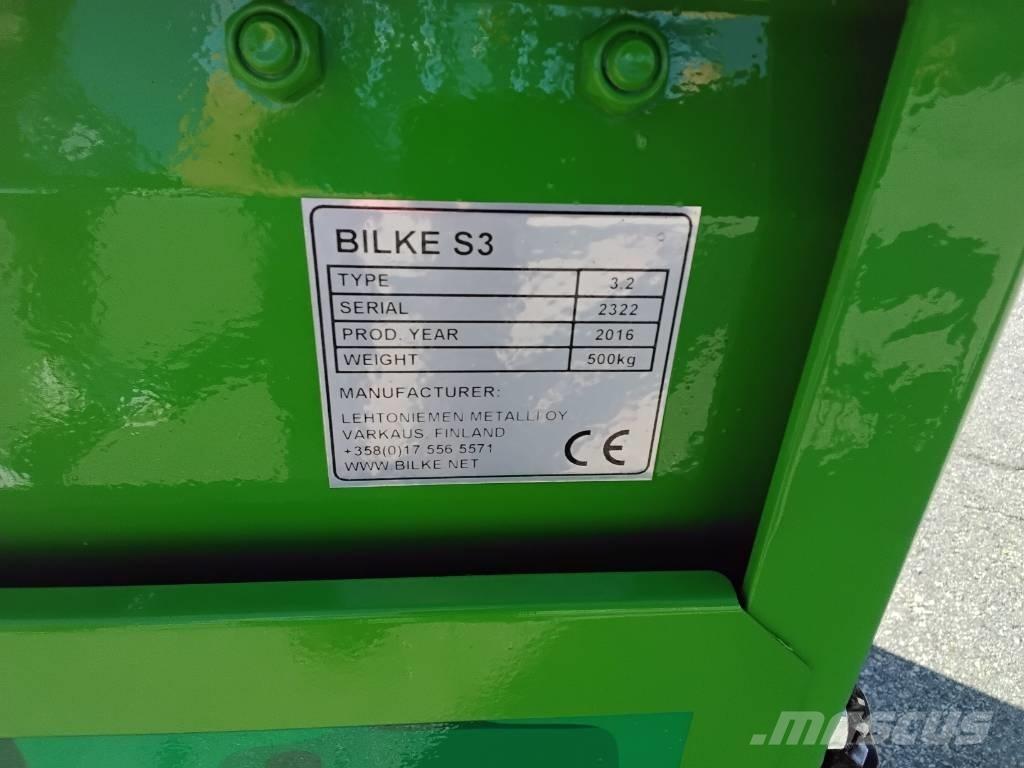 BILKE S3
TYPE 3.2
SERIAL 2322
PROD. YEAR 2016
WEIGHT 500kg
MANUFACTURER:
LEHTONIEMEN METALLI OY
VARKAUS, FINLAND
+358(0)17 556 5571
WWW.BILKE.NET
CE
mascus